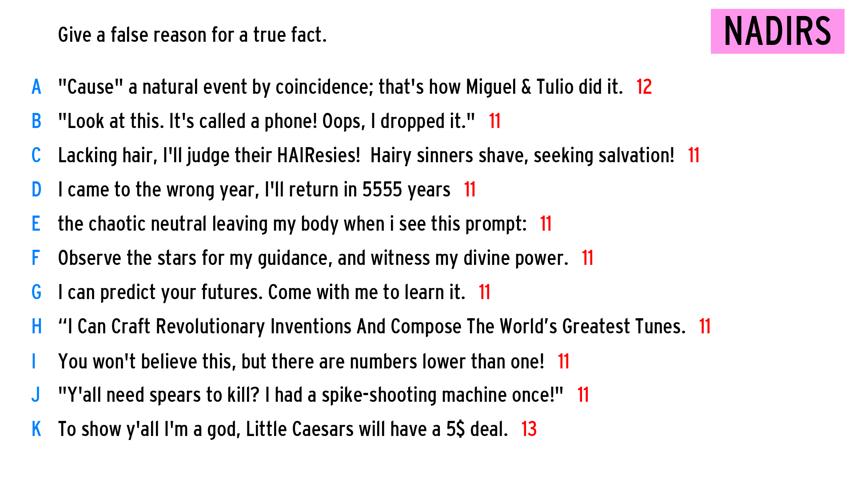 Give a false reason for a true fact.
NADIRS
A "Cause" a natural event by coincidence; that's how Miguel & Tulio did it. 12
B "Look at this. It's called a phone! Oops, I dropped it." 11
C Lacking hair, I'll judge their HAIResies! Hairy sinners shave, seeking salvation! 11
D I came to the wrong year, I'll return in 5555 years 11
E the chaotic neutral leaving my body when i see this prompt: 11
F Observe the stars for my guidance, and witness my divine power. 11
G I can predict your futures. Come with me to learn it. 11
H “I Can Craft Revolutionary Inventions And Compose The World’s Greatest Tunes. 11
I You won't believe this, but there are numbers lower than one! 11
J "Y'all need spears to kill? I had a spike-shooting machine once!" 11
K To show y'all I'm a god, Little Caesars will have a 5$ deal. 13